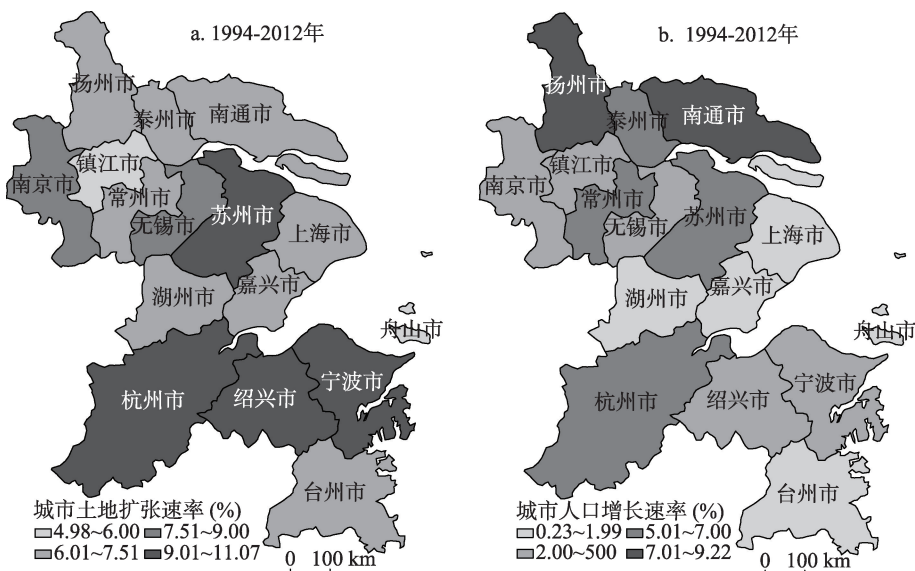 a. 1994-2012年
扬州市
泰州市
南通市
镇江市
南京市
常州市
苏州市
无锡市
上海市
湖州市
嘉兴市
舟山市
杭州市
绍兴市
宁波市
台州市
城市土地扩张速率 (%)
4.98~6.00 7.51~9.00
6.01~7.51 9.01~11.07
0 100 km
b. 1994-2012年
扬州市
泰州市
南通市
镇江市
南京市
常州市
苏州市
无锡市
上海市
湖州市
嘉兴市
舟山市
杭州市
绍兴市
宁波市
台州市
城市人口增长速率 (%)
0.23~1.99 5.01~7.00
2.00~500 7.01~9.22
0 100 km